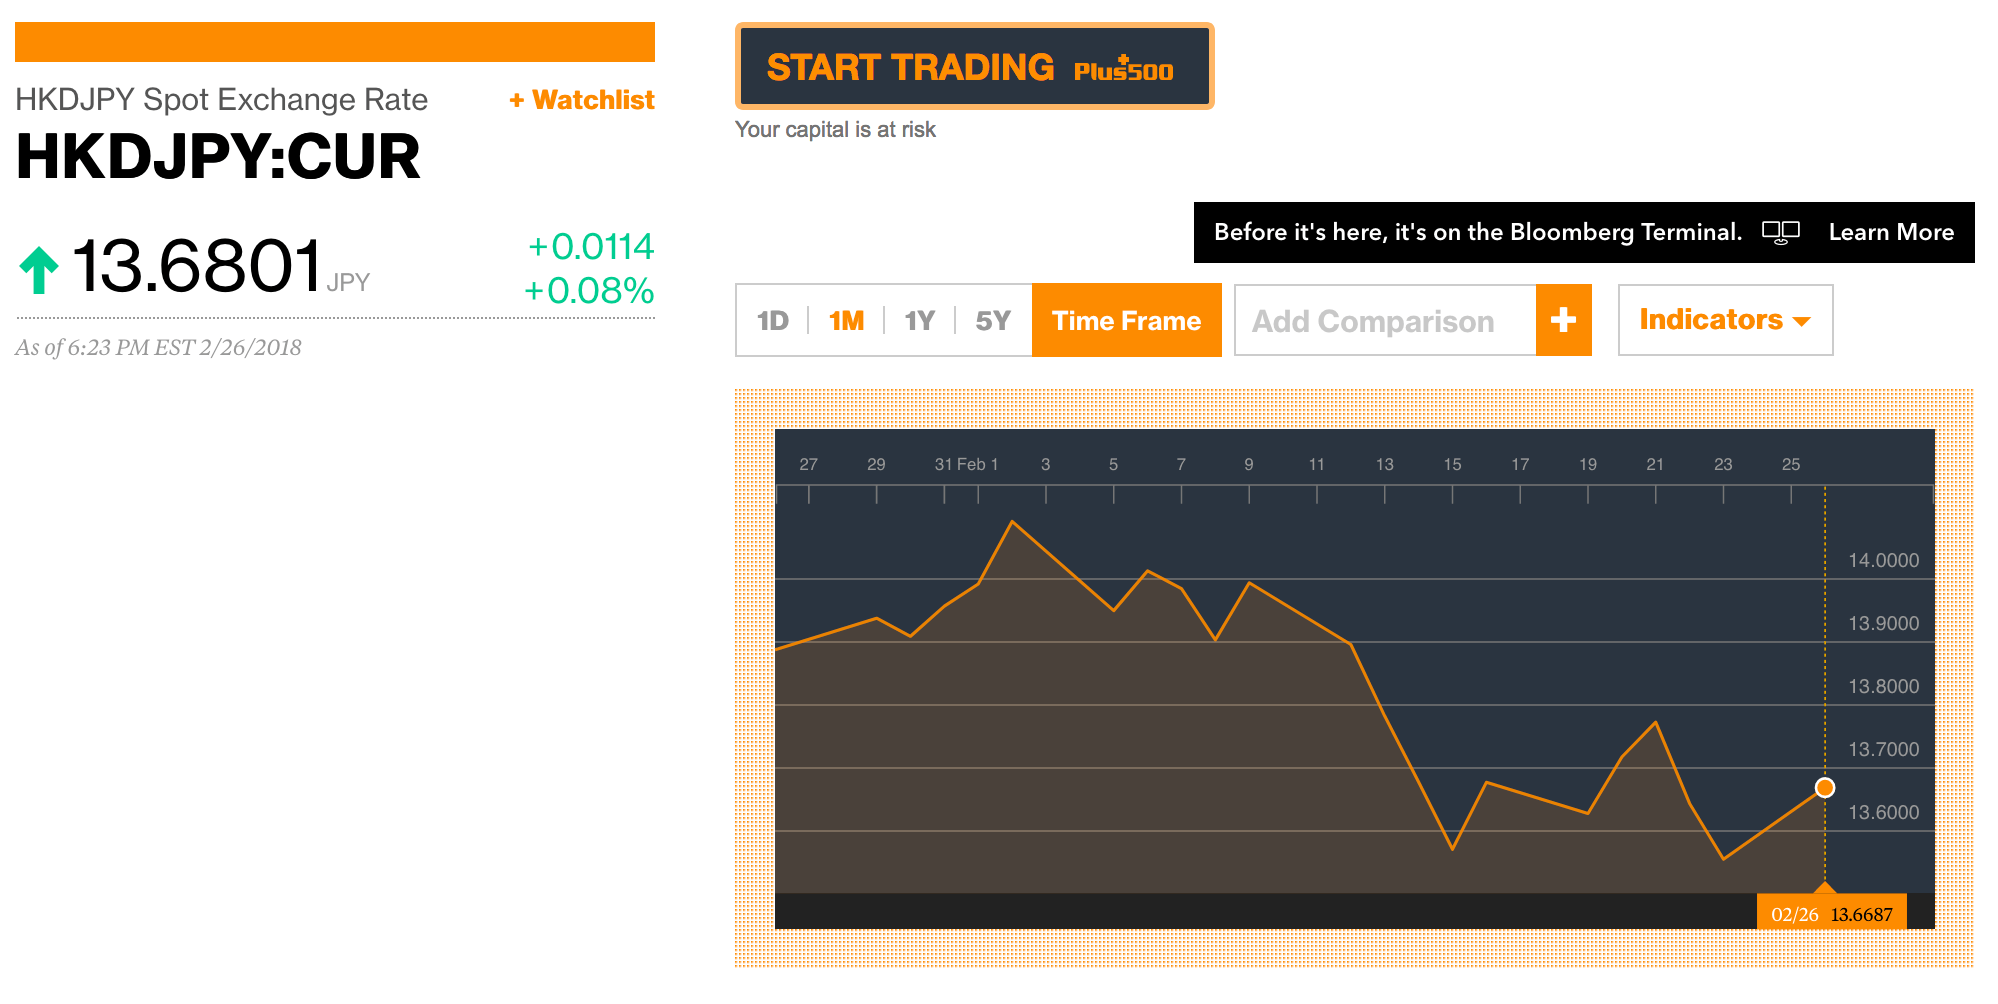 HKDJPY Spot Exchange Rate
+ Watchlist
HKDJPY:CUR
13.6801 JPY
+0.0114
+0.08%
As of 6:23 PM EST 2/26/2018
START TRADING Plus500
Your capital is at risk
Before it's here, it's on the Bloomberg Terminal. Learn More
1D 1M 1Y 5Y Time Frame Add Comparison + Indicators
27 29 31 Feb 1 3 5 7 9 11 13 15 17 19 21 23 25
14.0000
13.9000
13.8000
13.7000
13.6000
02/26 13.6687